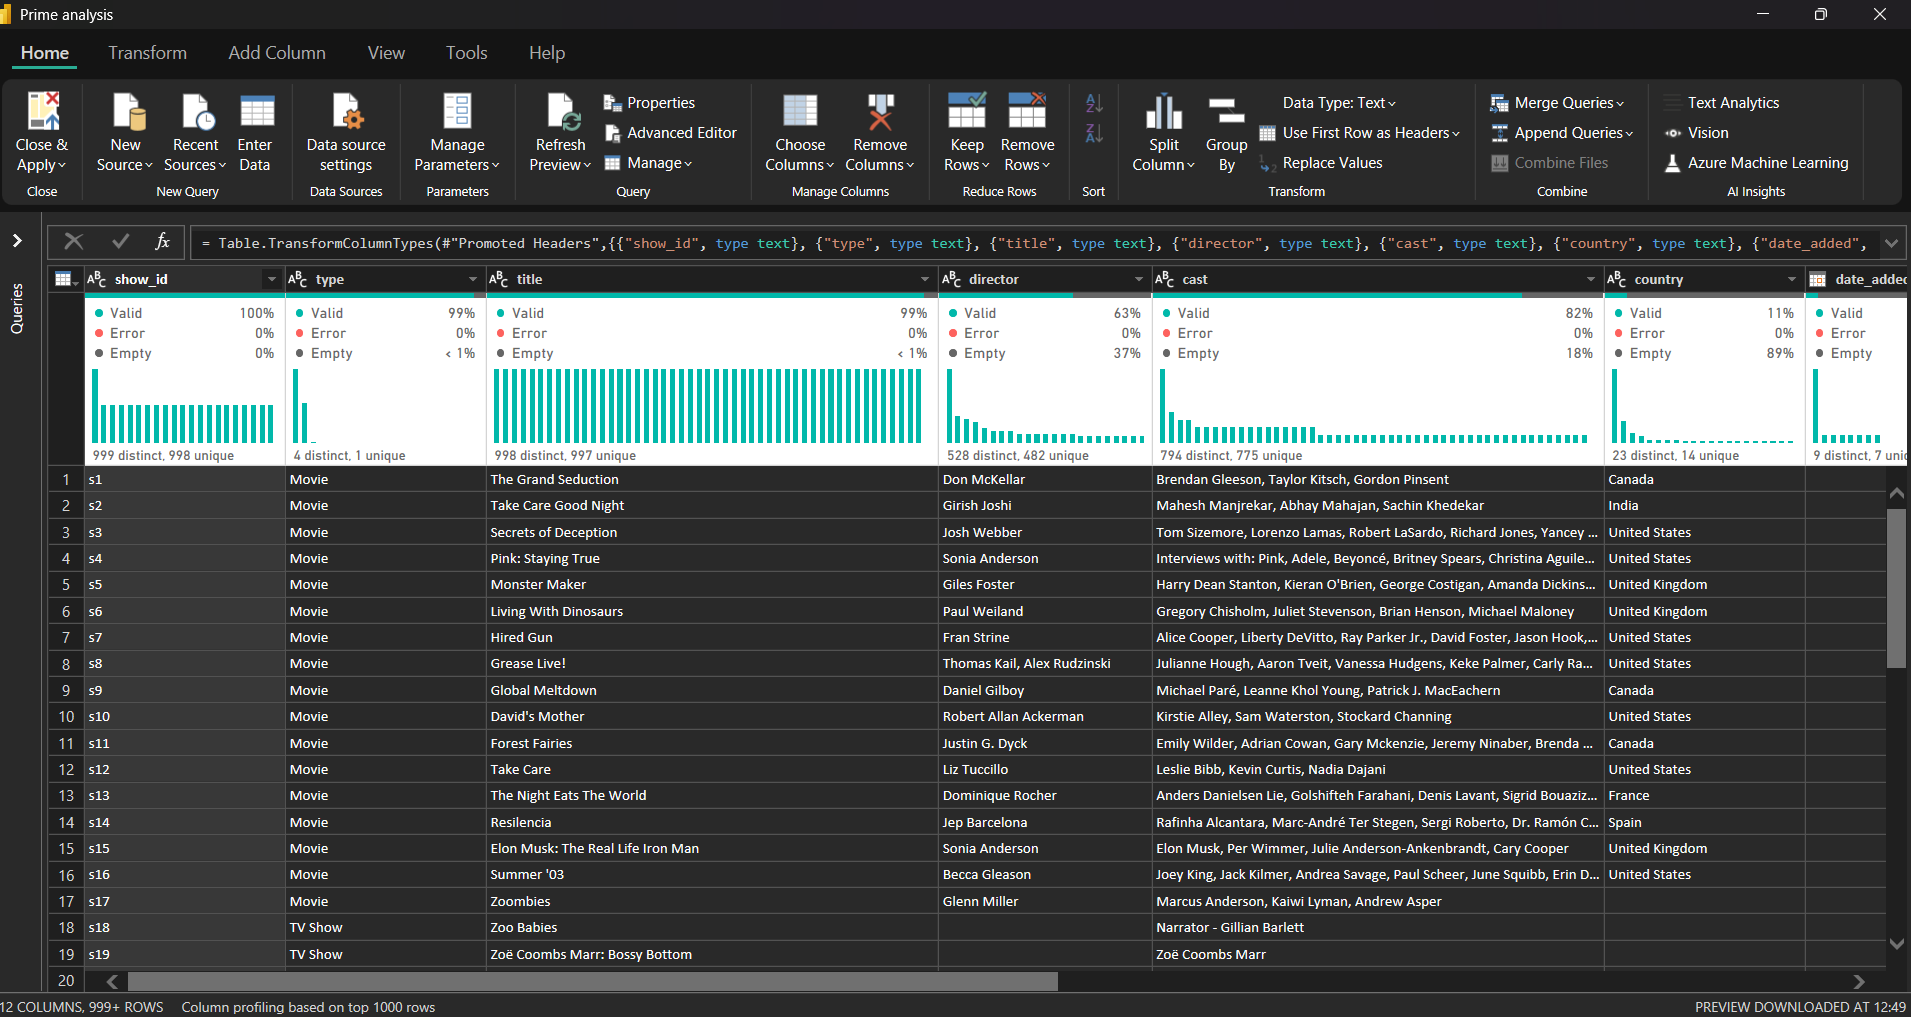 Prime analysis
Home Transform Add Column View Tools Help
Close & Apply
New Source
Recent Sources
Enter Data
Data source settings
Manage Parameters
Refresh Preview
Properties
Advanced Editor
Manage
Choose Columns
Remove Columns
Keep Rows
Remove Rows
Split Column
Group By
Data Type: Text
Use First Row as Headers
Replace Values
Merge Queries
Append Queries
Combine Files
Text Analytics
Vision
Azure Machine Learning
Close New Query Data Sources Parameters Query Manage Columns Reduce Rows Sort Transform Combine AI Insights
fx = Table.TransformColumnTypes(#"Promoted Headers",{{"show_id", type text}, {"type", type text}, {"title", type text}, {"director", type text}, {"cast", type text}, {"country", type text}, {"date_added",
Queries
ABC show_id ABC type ABC title ABC director ABC cast ABC country date_added
Valid 100% Valid 99% Valid 99% Valid 63% Valid 82% Valid 11% Valid
Error 0% Error 0% Error 0% Error 0% Error 0% Error 0% Error
Empty 0% Empty < 1% Empty < 1% Empty 37% Empty 18% Empty 89% Empty
999 distinct, 998 unique 4 distinct, 1 unique 998 distinct, 997 unique 528 distinct, 482 unique 794 distinct, 775 unique 23 distinct, 14 unique 9 distinct, 7 unic
1 s1 Movie The Grand Seduction Don McKellar Brendan Gleeson, Taylor Kitsch, Gordon Pinsent Canada
2 s2 Movie Take Care Good Night Girish Joshi Mahesh Manjrekar, Abhay Mahajan, Sachin Khedekar India
3 s3 Movie Secrets of Deception Josh Webber Tom Sizemore, Lorenzo Lamas, Robert LaSardo, Richard Jones, Yancey ... United States
4 s4 Movie Pink: Staying True Sonia Anderson Interviews with: Pink, Adele, Beyoncé, Britney Spears, Christina Aguile... United States
5 s5 Movie Monster Maker Giles Foster Harry Dean Stanton, Kieran O'Brien, George Costigan, Amanda Dickins... United Kingdom
6 s6 Movie Living With Dinosaurs Paul Weiland Gregory Chisholm, Juliet Stevenson, Brian Henson, Michael Maloney United Kingdom
7 s7 Movie Hired Gun Fran Strine Alice Cooper, Liberty DeVitto, Ray Parker Jr., David Foster, Jason Hook,... United States
8 s8 Movie Grease Live! Thomas Kail, Alex Rudzinski Julianne Hough, Aaron Tveit, Vanessa Hudgens, Keke Palmer, Carly Ra... United States
9 s9 Movie Global Meltdown Daniel Gilboy Michael Paré, Leanne Khol Young, Patrick J. MacEachern Canada
10 s10 Movie David's Mother Robert Allan Ackerman Kirstie Alley, Sam Waterston, Stockard Channing United States
11 s11 Movie Forest Fairies Justin G. Dyck Emily Wilder, Adrian Cowan, Gary Mckenzie, Jeremy Ninaber, Brenda ... Canada
12 s12 Movie Take Care Liz Tuccillo Leslie Bibb, Kevin Curtis, Nadia Dajani United States
13 s13 Movie The Night Eats The World Dominique Rocher Anders Danielsen Lie, Golshifteh Farahani, Denis Lavant, Sigrid Bouaziz... France
14 s14 Movie Resilencia Jep Barcelona Rafinha Alcantara, Marc-André Ter Stegen, Sergi Roberto, Dr. Ramón C... Spain
15 s15 Movie Elon Musk: The Real Life Iron Man Sonia Anderson Elon Musk, Per Wimmer, Julie Anderson-Ankenbrandt, Cary Cooper United Kingdom
16 s16 Movie Summer '03 Becca Gleason Joey King, Jack Kilmer, Andrea Savage, Paul Scheer, June Squibb, Erin D... United States
17 s17 Movie Zoombies Glenn Miller Marcus Anderson, Kaiwi Lyman, Andrew Asper
18 s18 TV Show Zoo Babies Narrator - Gillian Barlett
19 s19 TV Show Zoë Coombs Marr: Bossy Bottom Zoë Coombs Marr
20
12 COLUMNS, 999+ ROWS Column profiling based on top 1000 rows PREVIEW DOWNLOADED AT 12:49